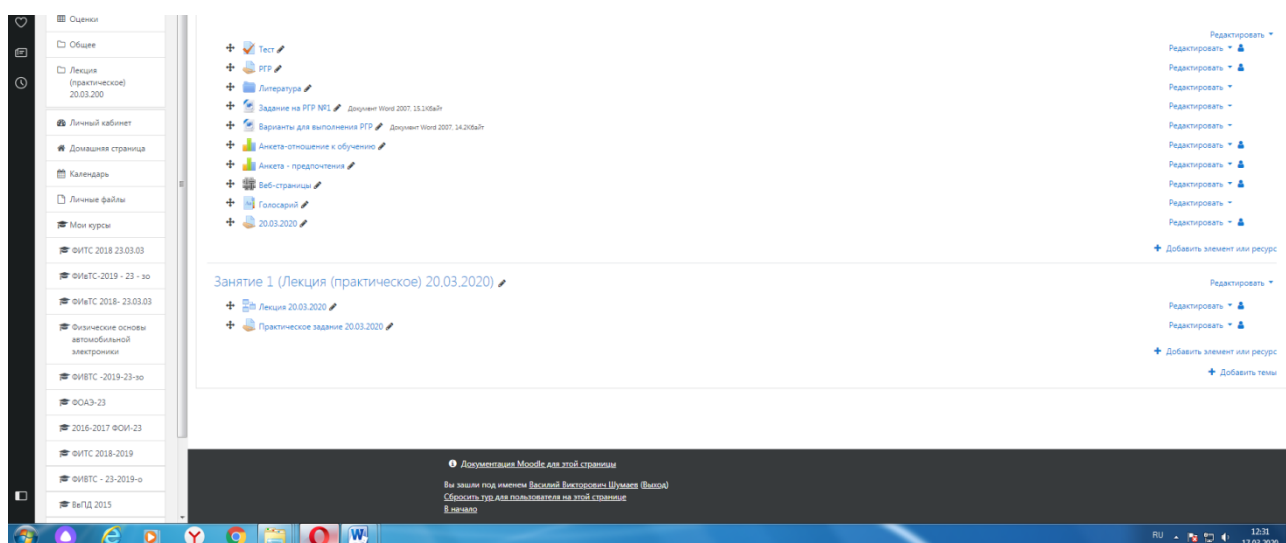 Оценки
Общее
Лекция
(практическое)
20.03.200
Личный кабинет
Домашняя страница
Календарь
Личные файлы
Мои курсы
ФИТС 2018 23.03.03
ФИвТС-2019 - 23 - зо
ФИвТС 2018- 23.03.03
Физические основы
автомобильной
электроники
ФИВТС -2019-23-зо
ФОАЭ-23
2016-2017 ФОИ-23
ФИТС 2018-2019
ФИВТС - 23-2019-о
ВвПД 2015
Редактировать
Тест Редактировать
РГР Редактировать
Литература Редактировать
Задание на РГР №1 Документ Word 2007, 15.1Кбайт Редактировать
Варианты для выполнения РГР Документ Word 2007, 14.2Кбайт Редактировать
Анкета-отношение к обучению Редактировать
Анкета - предпочтения Редактировать
Веб-страницы Редактировать
Голосарий Редактировать
20.03.2020 Редактировать
Добавить элемент или ресурс
Занятие 1 (Лекция (практическое) 20.03.2020) Редактировать
Лекция 20.03.2020 Редактировать
Практическое задание 20.03.2020 Редактировать
Добавить элемент или ресурс
Добавить темы
Документация Moodle для этой страницы
Вы зашли под именем Василий Викторович Шумаев (Выход)
Сбросить тур для пользователя на этой странице
В начало
RU 12:31
17.03.2020